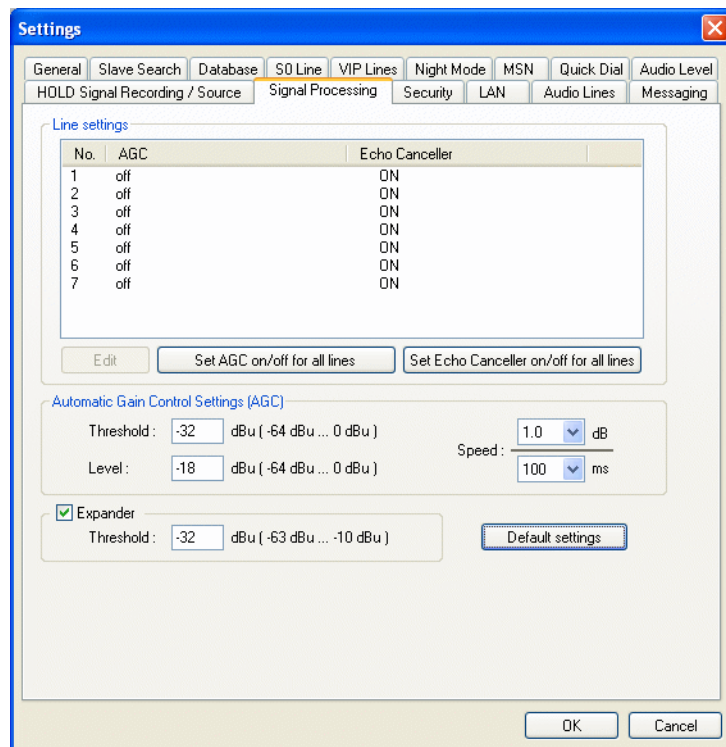 Settings
General Slave Search Database S0 Line VIP Lines Night Mode MSN Quick Dial Audio Level
HOLD Signal Recording / Source Signal Processing Security LAN Audio Lines Messaging
Line settings
No. AGC Echo Canceller
1 off ON
2 off ON
3 off ON
4 off ON
5 off ON
6 off ON
7 off ON
Edit Set AGC on/off for all lines Set Echo Canceller on/off for all lines
Automatic Gain Control Settings (AGC)
Threshold : -32 dBu ( -64 dBu ... 0 dBu )
Level : -18 dBu ( -64 dBu ... 0 dBu )
Speed : 1.0 dB
100 ms
Expander
Threshold : -32 dBu ( -63 dBu ... -10 dBu )
Default settings
OK Cancel